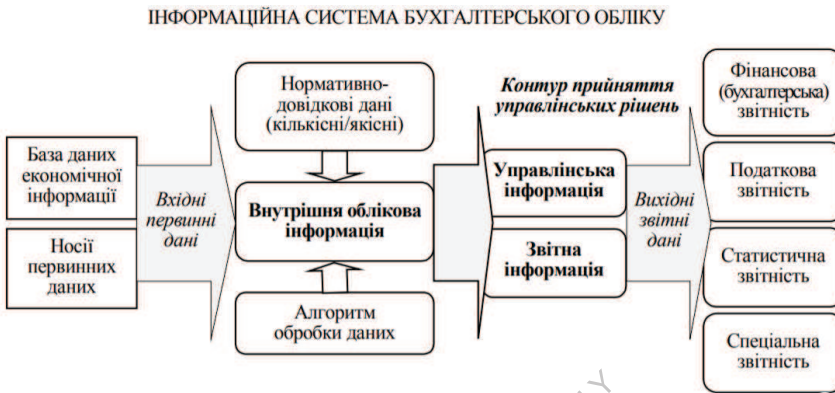 ІНФОРМАЦІЙНА СИСТЕМА БУХГАЛТЕРСЬКОГО ОБЛІКУ
База даних
економічної
інформації
Носії
первинних
даних
Вхідні
первинні
дані
Нормативно-
довідкові дані
(кількісні/якісні)
Внутрішня облікова
інформація
Алгоритм
обробки даних
Контур прийняття
управлінських рішень
Управлінська
інформація
Звітна
інформація
Вихідні
звітні
дані
Фінансова
(бухгалтерська)
звітність
Податкова
звітність
Статистична
звітність
Спеціальна
звітність